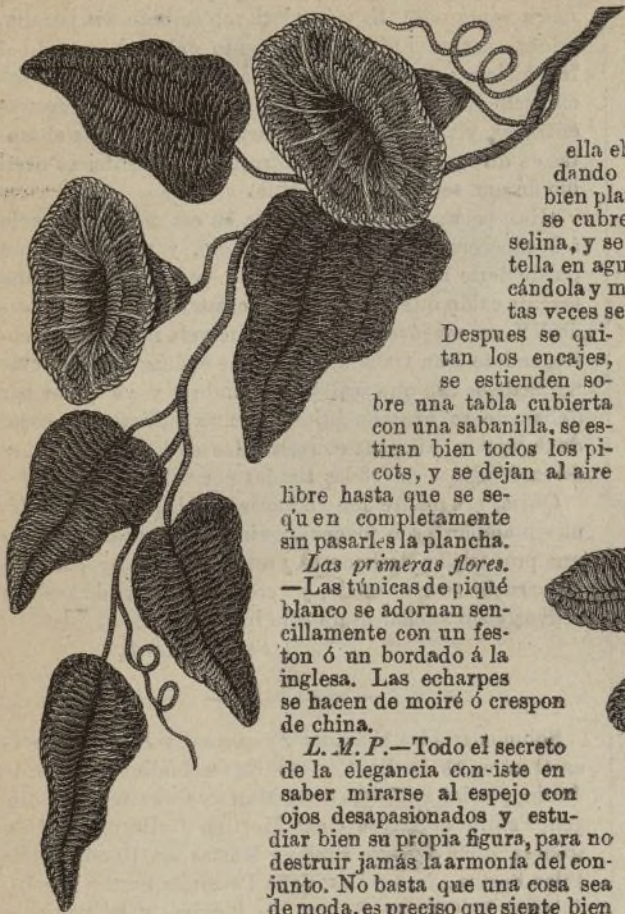 ella el
dando
bien pla
se cubre
selina, y se
tella en agu
cándola y m
tas veces se
Despues se qui-
tan los encajes,
se estienden so-
bre una tabla cubierta
con una sabanilla, se es-
tiran bien todos los pi-
cots, y se dejan al aire
libre hasta que se se-
quen completamente
sin pasarles la plancha.
Las primeras flores.
—Las túnicas de piqué
blanco se adornan sen-
cillamente con un fes-
ton ó un bordado á la
inglesa. Las echarpes
se hacen de moiré ó crespon
de china.
L. M. P.—Todo el secreto
de la elegancia con-iste en
saber mirarse al espejo con
ojos desapasionados y estu-
diar bien su propia figura, para no
destruir jamás la armonía del con-
junto. No basta que una cosa sea
de moda, es preciso que siente bien